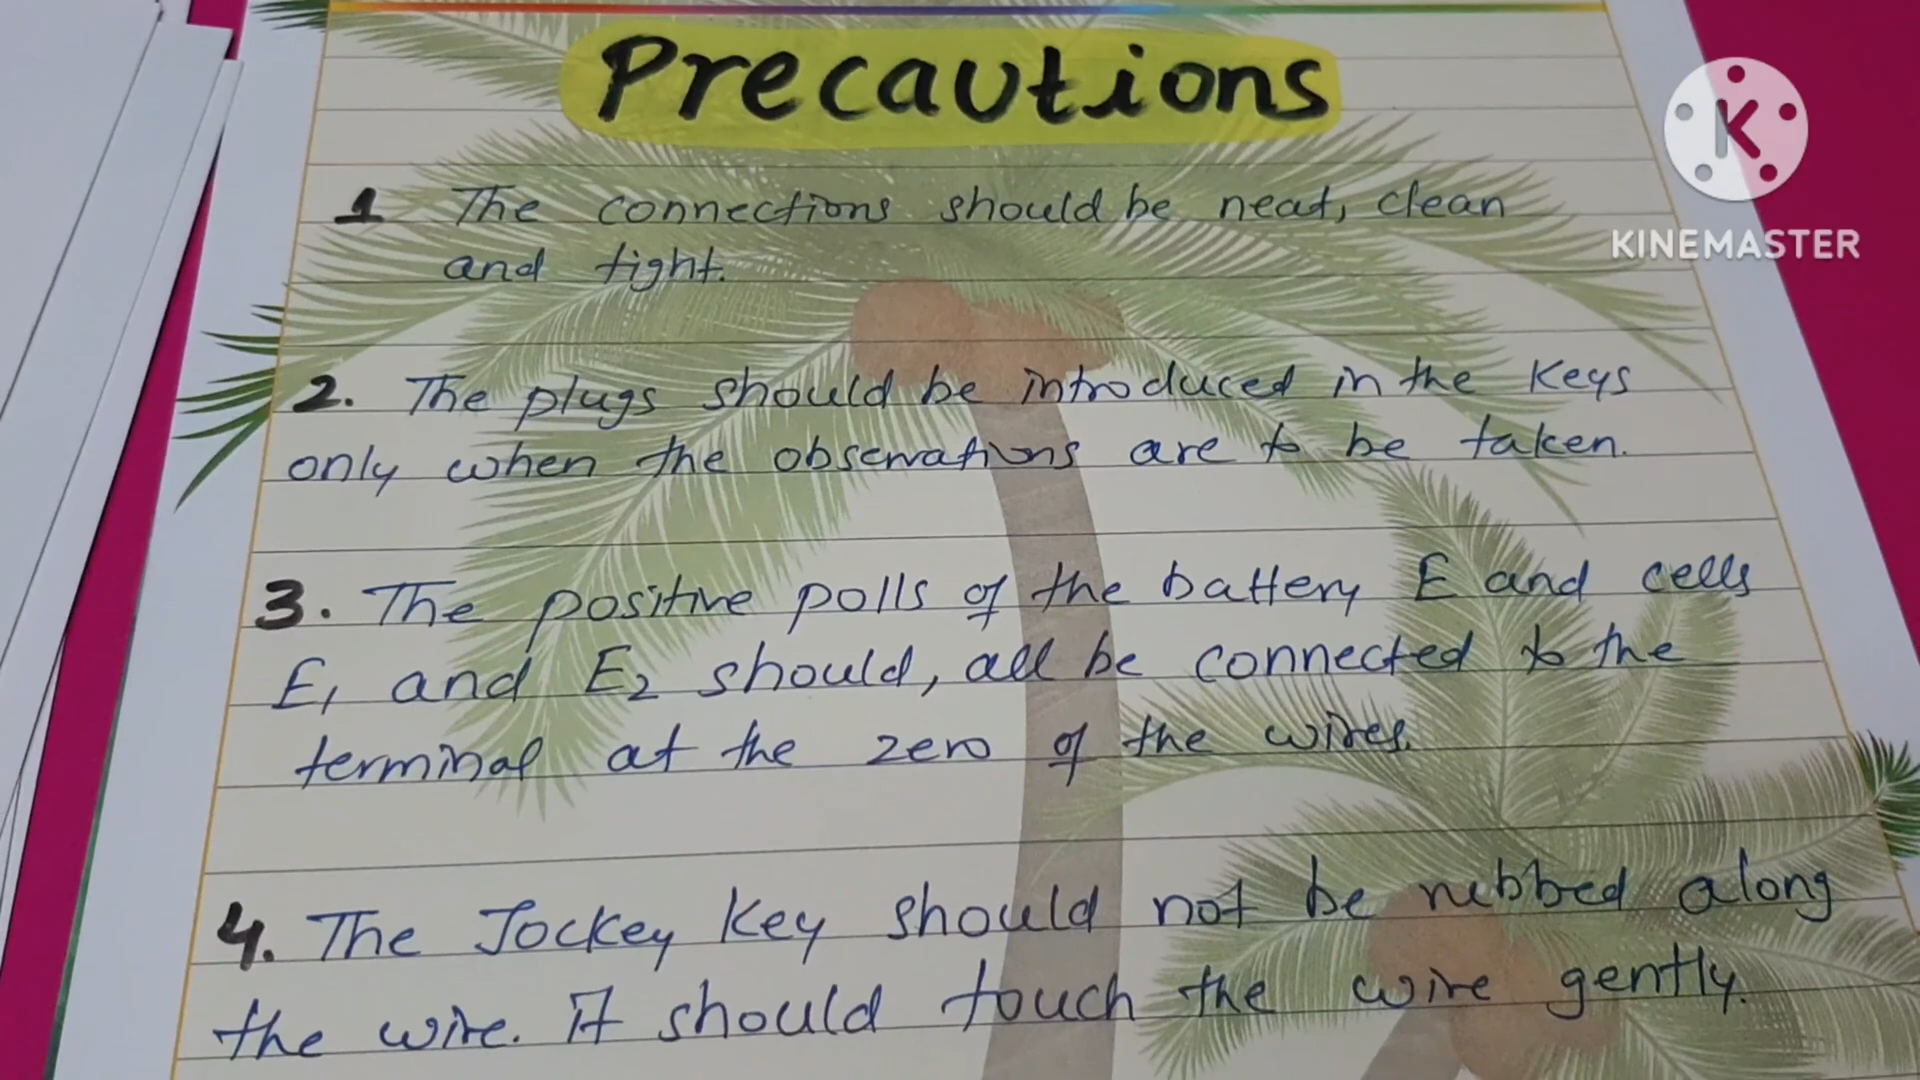 Precautions
1 The connections should be neat, clean
KINEMASTER
and tight.
2. The plugs should be introduced in the keys
only when the observations are to be taken.
3. The positive polls of the battery E and cells
E1 and E2 should, all be connected to the
terminal at the zero of the wires.
4. The Jockey key should not be rubbed along
the wire. It should touch the wire gently.